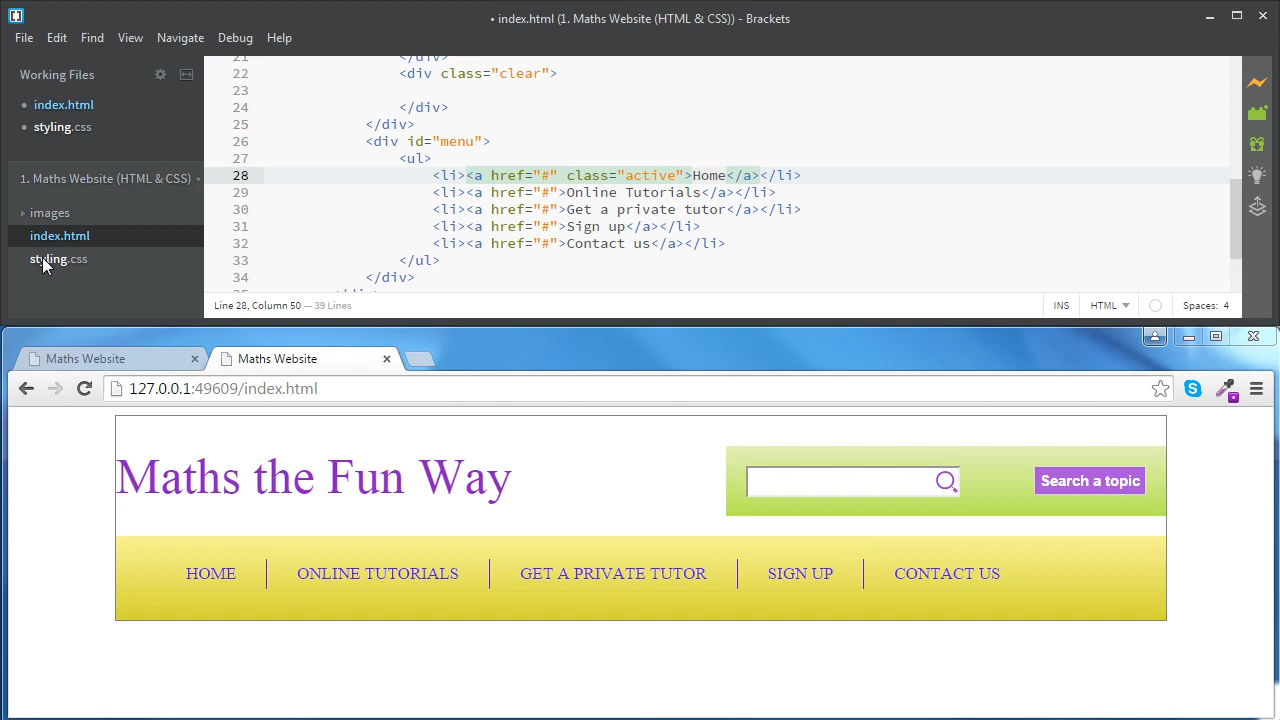 • index.html (1. Maths Website (HTML & CSS)) - Brackets
File Edit Find View Navigate Debug Help
Working Files
• index.html
• styling.css
1. Maths Website (HTML & CSS)
images
index.html
styling.css
21 </div>
22 <div class="clear">
23
24 </div>
25 </div>
26 <div id="menu">
27 <ul>
28 <li><a href="#" class="active">Home</a></li>
29 <li><a href="#">Online Tutorials</a></li>
30 <li><a href="#">Get a private tutor</a></li>
31 <li><a href="#">Sign up</a></li>
32 <li><a href="#">Contact us</a></li>
33 </ul>
34 </div>
Line 28, Column 50 — 39 Lines INS HTML Spaces: 4
Maths Website Maths Website
127.0.0.1:49609/index.html
Maths the Fun Way
Search a topic
HOME ONLINE TUTORIALS GET A PRIVATE TUTOR SIGN UP CONTACT US